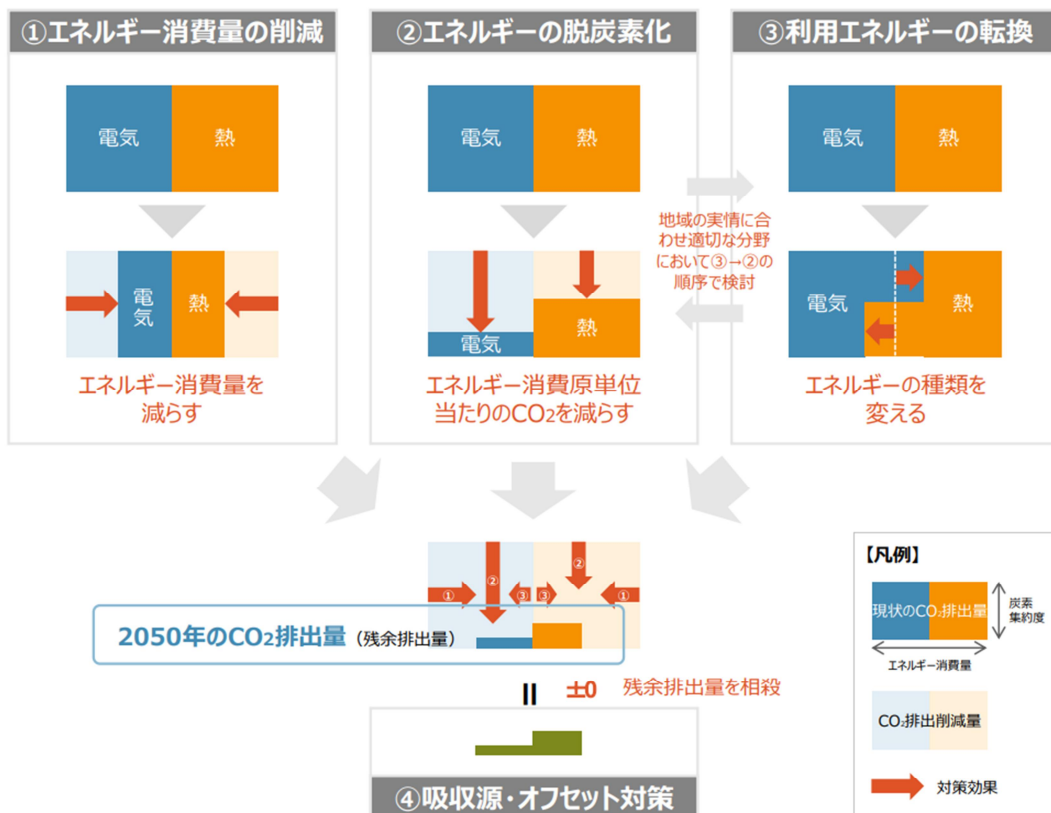 ①エネルギー消費量の削減
電気
熱
電
気
熱
エネルギー消費量を
減らす
②エネルギーの脱炭素化
電気
熱
電気
熱
エネルギー消費原単位
当たりのCO₂を減らす
地域の実情に合
わせ適切な分野
において③→②の
順序で検討
③利用エネルギーの転換
電気
熱
電気
熱
エネルギーの種類を
変える
①
②
③
③
②
①
2050年のCO₂排出量（残余排出量）
=
±0
残余排出量を相殺
④吸収源・オフセット対策
【凡例】
現状のCO₂排出量
炭素
集約度
エネルギー消費量
CO₂排出削減量
対策効果